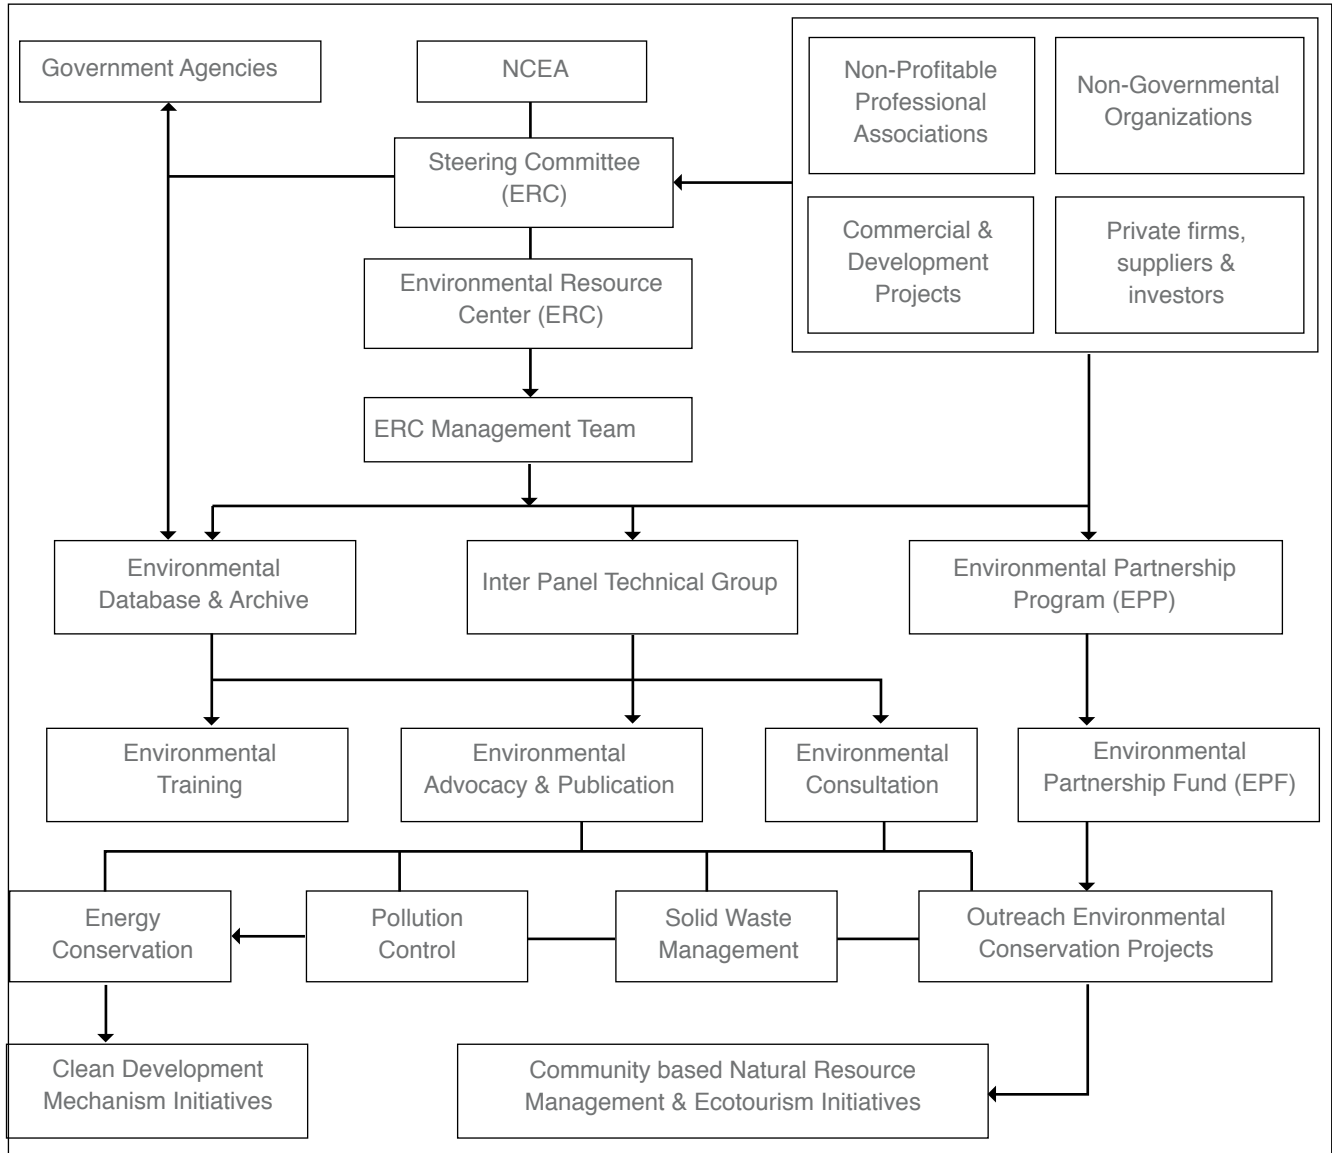 Government Agencies
NCEA
Non-Profitable
Professional
Associations
Non-Governmental
Organizations
Steering Committee
(ERC)
Commercial &
Development
Projects
Private firms,
suppliers &
investors
Environmental Resource
Center (ERC)
ERC Management Team
Environmental
Database & Archive
Inter Panel Technical Group
Environmental Partnership
Program (EPP)
Environmental
Training
Environmental
Advocacy & Publication
Environmental
Consultation
Environmental
Partnership Fund (EPF)
Energy
Conservation
Pollution
Control
Solid Waste
Management
Outreach Environmental
Conservation Projects
Clean Development
Mechanism Initiatives
Community based Natural Resource
Management & Ecotourism Initiatives